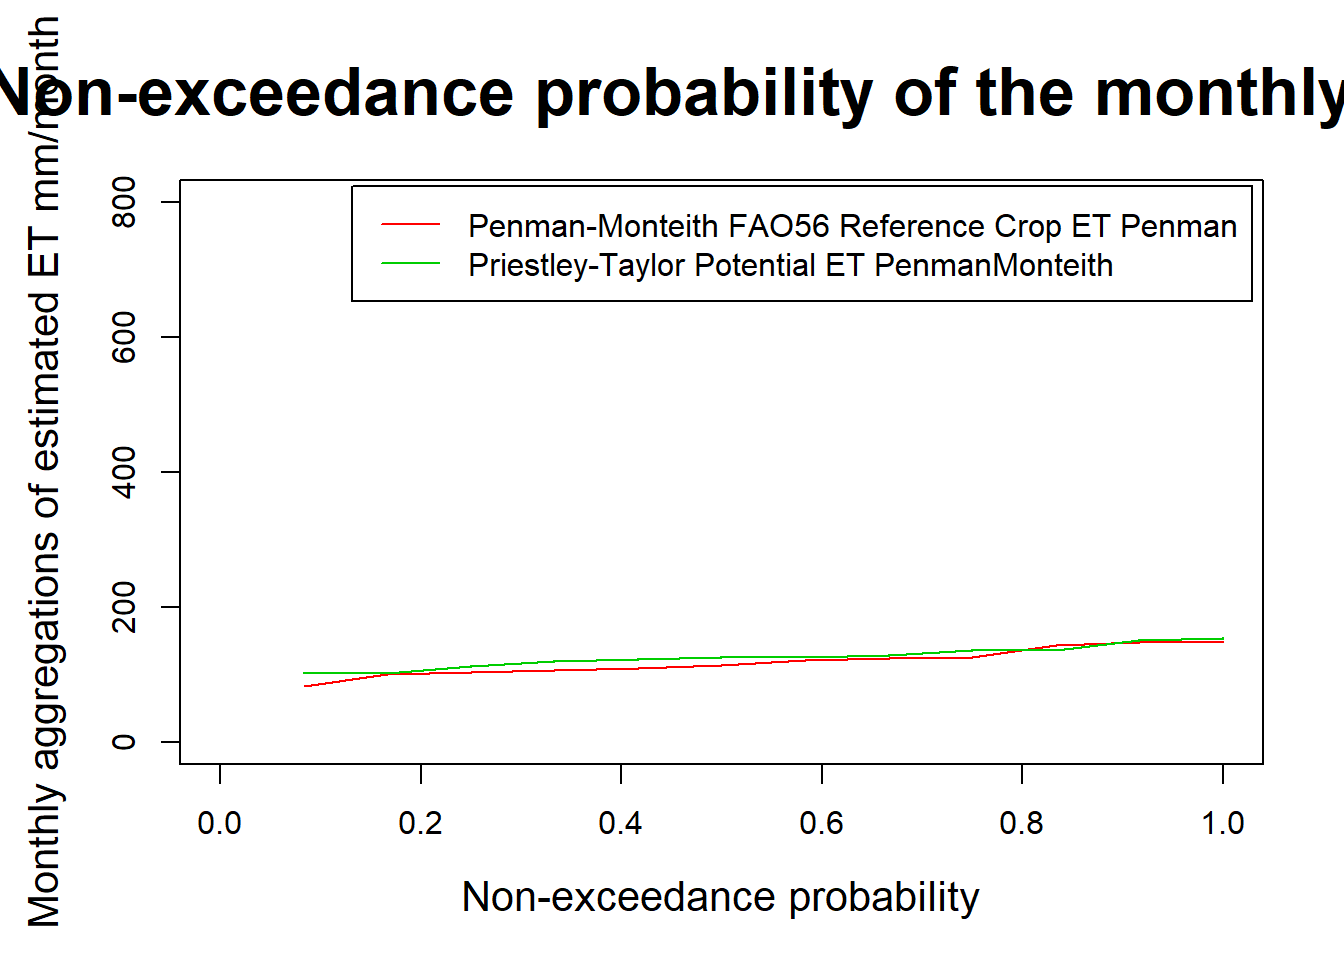 Non-exceedance probability of the monthly
Monthly aggregations of estimated ET mm/month
800
600
400
200
0
Penman-Monteith FAO56 Reference Crop ET Penman
Priestley-Taylor Potential ET PenmanMonteith
0.0 0.2 0.4 0.6 0.8 1.0
Non-exceedance probability